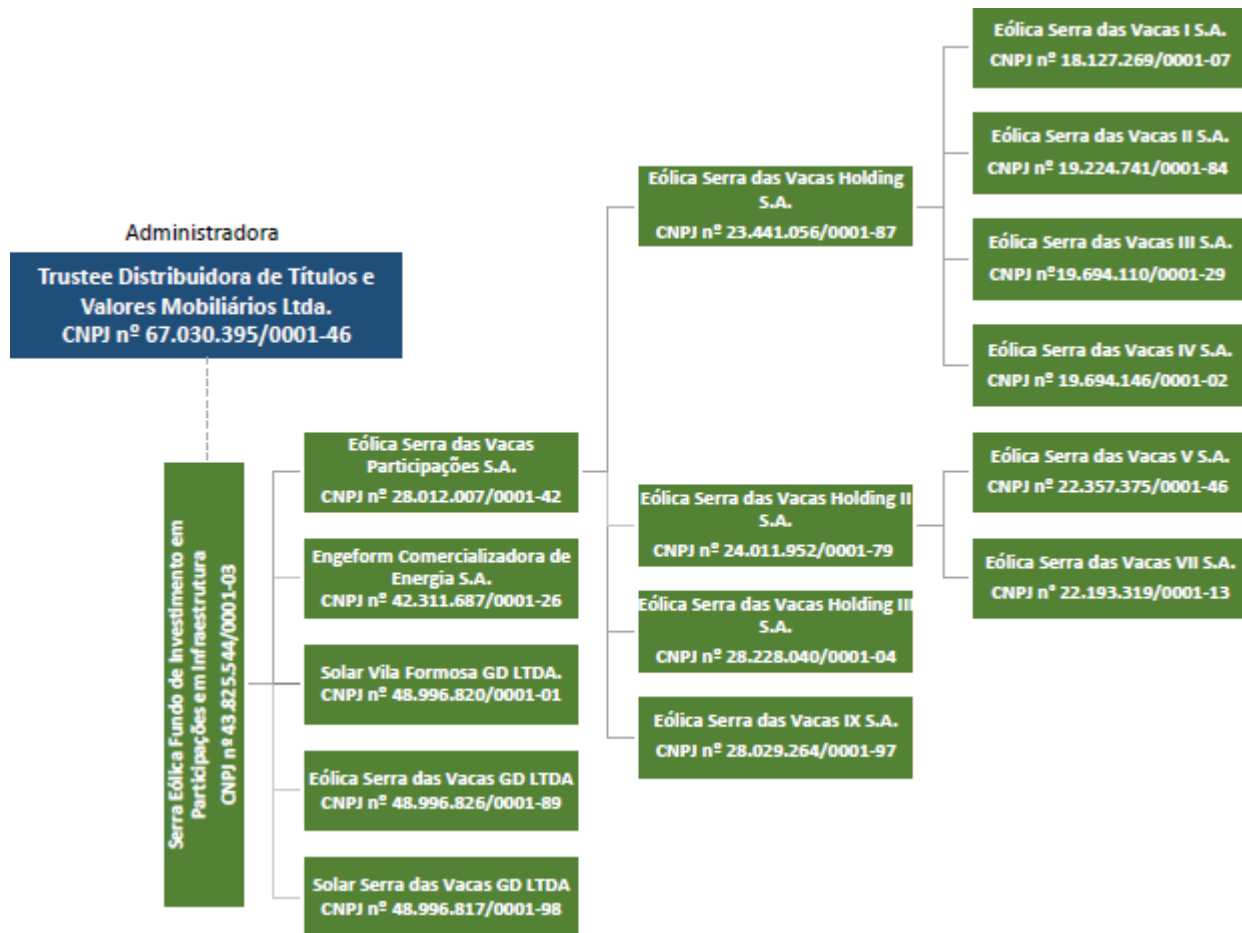 Administradora
Trustee Distribuidora de Títulos e
Valores Mobiliários Ltda.
CNPJ nº 67.030.395/0001-46
Serra Eólica Fundo de Investimento em
Participações em Infraestrutura
CNPJ nº 43.825.544/0001-03
Eólica Serra das Vacas
Participações S.A.
CNPJ nº 28.012.007/0001-42
Engeform Comercializadora de
Energia S.A.
CNPJ nº 42.311.687/0001-26
Solar Vila Formosa GD LTDA.
CNPJ nº 48.996.820/0001-01
Eólica Serra das Vacas GD LTDA
CNPJ nº 48.996.826/0001-89
Solar Serra das Vacas GD LTDA
CNPJ nº 48.996.817/0001-98
Eólica Serra das Vacas Holding
S.A.
CNPJ nº 23.441.056/0001-87
Eólica Serra das Vacas Holding II
S.A.
CNPJ nº 24.011.952/0001-79
Eólica Serra das Vacas Holding III
S.A.
CNPJ nº 28.228.040/0001-04
Eólica Serra das Vacas IX S.A.
CNPJ nº 28.029.264/0001-97
Eólica Serra das Vacas I S.A.
CNPJ nº 18.127.269/0001-07
Eólica Serra das Vacas II S.A.
CNPJ nº 19.224.741/0001-84
Eólica Serra das Vacas III S.A.
CNPJ nº19.694.110/0001-29
Eólica Serra das Vacas IV S.A.
CNPJ nº 19.694.146/0001-02
Eólica Serra das Vacas V S.A.
CNPJ nº 22.357.375/0001-46
Eólica Serra das Vacas VII S.A.
CNPJ n° 22.193.319/0001-13